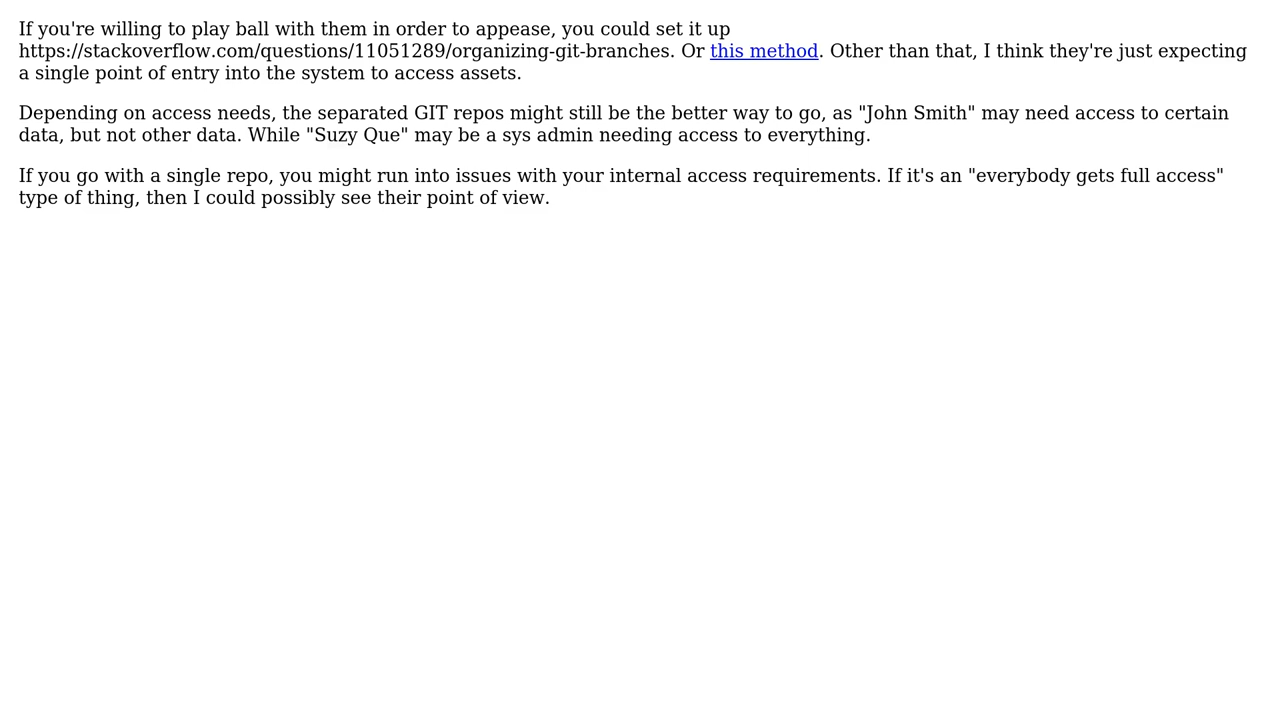 If you're willing to play ball with them in order to appease, you could set it up
https://stackoverflow.com/questions/11051289/organizing-git-branches. Or this method. Other than that, I think they're just expecting
a single point of entry into the system to access assets.
Depending on access needs, the separated GIT repos might still be the better way to go, as "John Smith" may need access to certain
data, but not other data. While "Suzy Que" may be a sys admin needing access to everything.
If you go with a single repo, you might run into issues with your internal access requirements. If it's an "everybody gets full access"
type of thing, then I could possibly see their point of view.